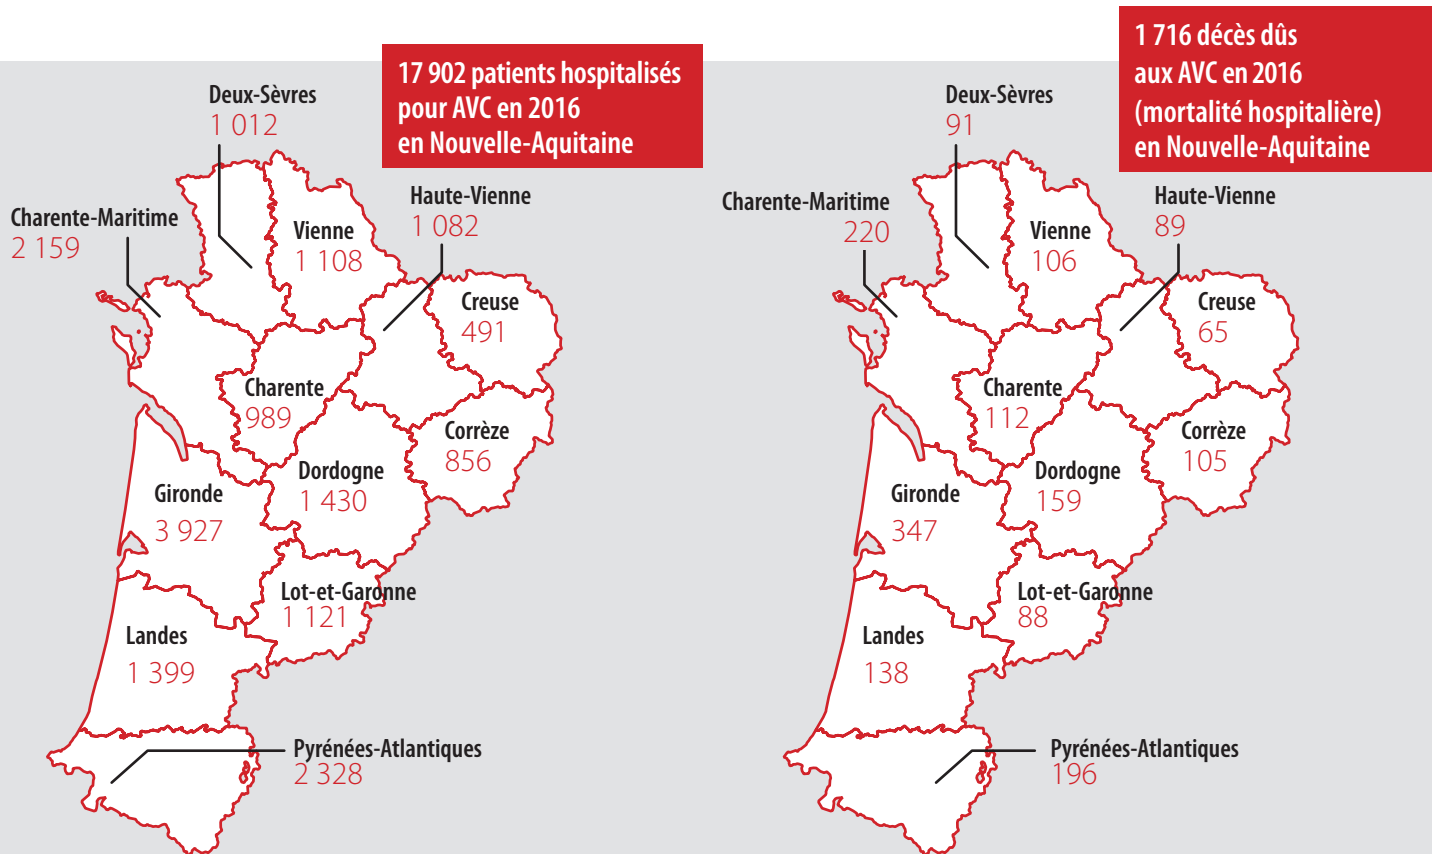 17 902 patients hospitalisés
pour AVC en 2016
en Nouvelle-Aquitaine
Deux-Sèvres
1 012
Charente-Maritime
2 159
Vienne
1 108
Haute-Vienne
1 082
Creuse
491
Charente
989
Corrèze
856
Dordogne
1 430
Gironde
3 927
Lot-et-Garonne
1 121
Landes
1 399
Pyrénées-Atlantiques
2 328
1 716 décès dûs
aux AVC en 2016
(mortalité hospitalière)
en Nouvelle-Aquitaine
Deux-Sèvres
91
Charente-Maritime
220
Vienne
106
Haute-Vienne
89
Creuse
65
Charente
112
Corrèze
105
Dordogne
159
Gironde
347
Lot-et-Garonne
88
Landes
138
Pyrénées-Atlantiques
196